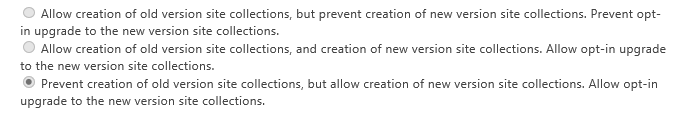 Allow creation of old version site collections, but prevent creation of new version site collections. Prevent opt-
in upgrade to the new version site collections.
Allow creation of old version site collections, and creation of new version site collections. Allow opt-in upgrade
to the new version site collections.
Prevent creation of old version site collections, but allow creation of new version site collections. Allow opt-in
upgrade to the new version site collections.